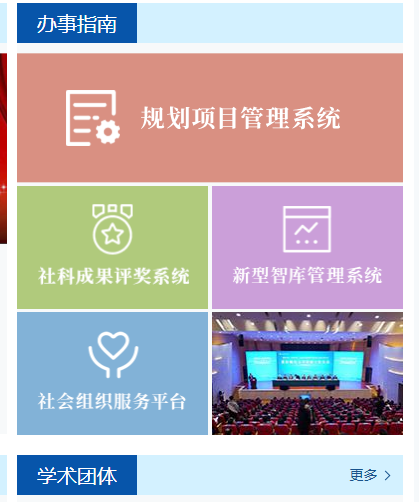 办事指南
规划项目管理系统
社科成果评奖系统
新型智库管理系统
社会组织服务平台
学术团体
更多 >